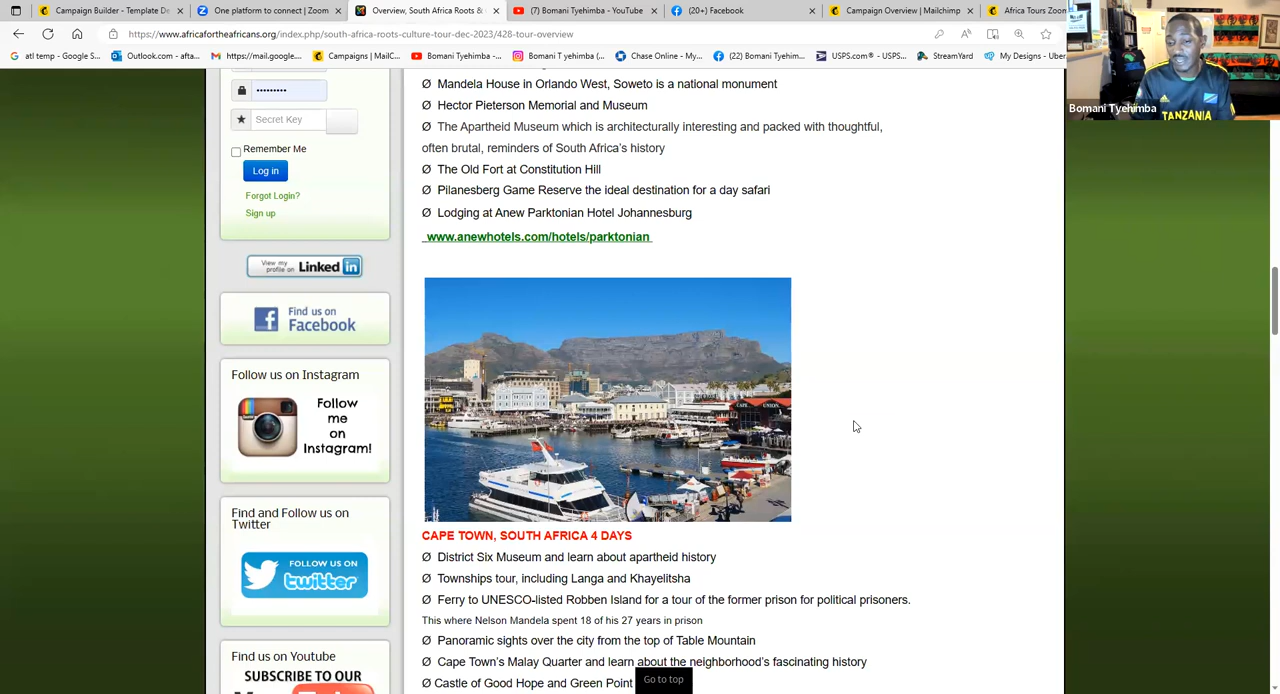 Campaign Builder - Template De
One platform to connect | Zoom
Overview, South Africa Roots &
(7) Bomani Tyehimba - YouTube
(20+) Facebook
Campaign Overview | Mailchimp
Africa Tours Zoom
https://www.africafortheafricans.org/index.php/south-africa-roots-culture-tour-dec-2023/428-tour-overview
atl temp - Google S...
Outlook.com - afta...
https://mail.google...
Campaigns | MailC...
Bomani Tyehimba -...
Bomani T yehimba (...
Chase Online - My...
(22) Bomani Tyehim...
USPS.com® - USPS...
StreamYard
My Designs - Uber
Bomani Tyehimba
TANZANIA
•••••••••
Secret Key
Remember Me
Log in
Forgot Login?
Sign up
View my
profile on Linked in
Find us on
Facebook
Follow us on Instagram
Follow
me
on
Instagram!
Find and Follow us on
Twitter
FOLLOW US ON
twitter
Find us on Youtube
SUBSCRIBE TO OUR
Ø Mandela House in Orlando West, Soweto is a national monument
Ø Hector Pieterson Memorial and Museum
Ø The Apartheid Museum which is architecturally interesting and packed with thoughtful,
often brutal, reminders of South Africa's history
Ø The Old Fort at Constitution Hill
Ø Pilanesberg Game Reserve the ideal destination for a day safari
Ø Lodging at Anew Parktonian Hotel Johannesburg
www.anewhotels.com/hotels/parktonian
CAPE TOWN, SOUTH AFRICA 4 DAYS
Ø District Six Museum and learn about apartheid history
Ø Townships tour, including Langa and Khayelitsha
Ø Ferry to UNESCO-listed Robben Island for a tour of the former prison for political prisoners.
This where Nelson Mandela spent 18 of his 27 years in prison
Ø Panoramic sights over the city from the top of Table Mountain
Ø Cape Town's Malay Quarter and learn about the neighborhood's fascinating history
Ø Castle of Good Hope and Green Point
Go to top